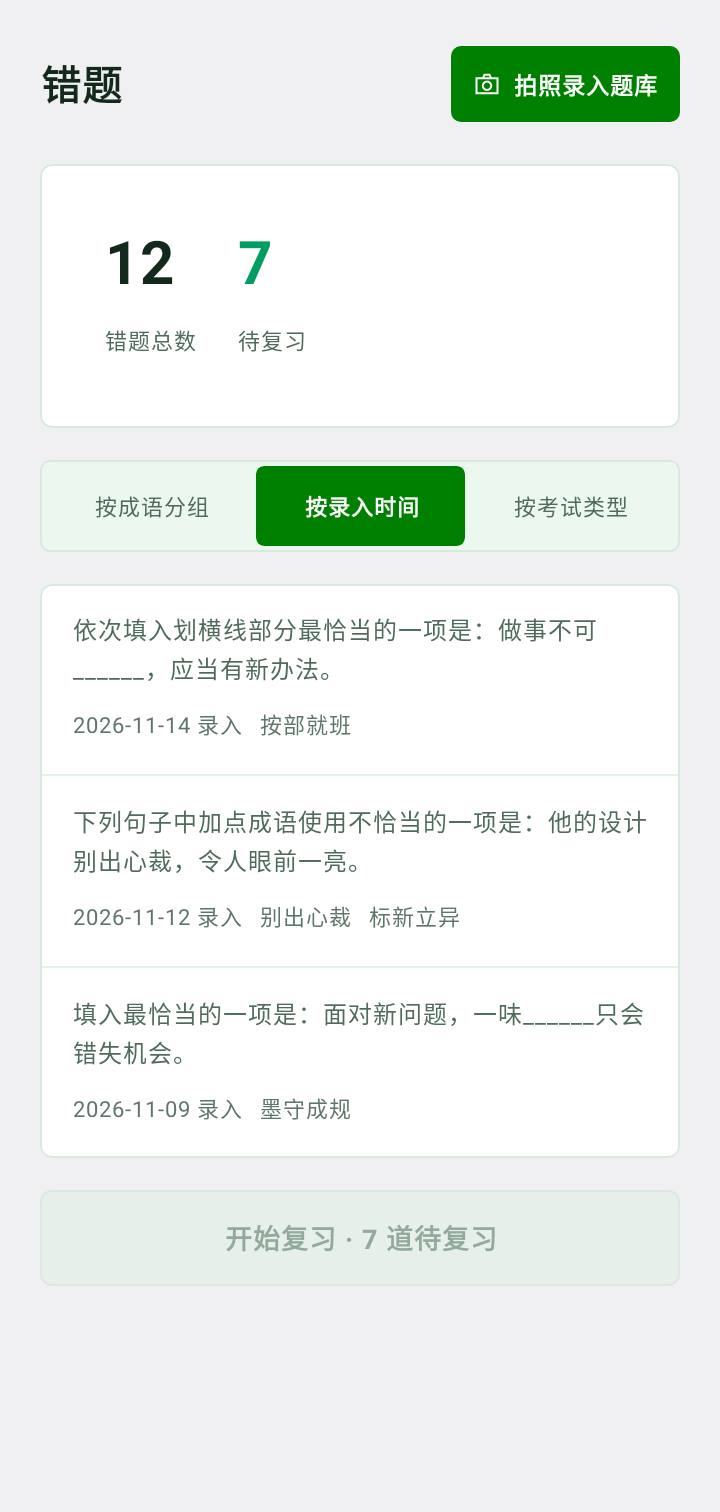 错题
拍照录入题库
12
7
错题总数
待复习
按成语分组
按录入时间
按考试类型
依次填入划横线部分最恰当的一项是：做事不可
______，应当有新办法。
2026-11-14 录入 按部就班
下列句子中加点成语使用不恰当的一项是：他的设计
别出心裁，令人眼前一亮。
2026-11-12 录入 别出心裁 标新立异
填入最恰当的一项是：面对新问题，一味______只会
错失机会。
2026-11-09 录入 墨守成规
开始复习 · 7 道待复习